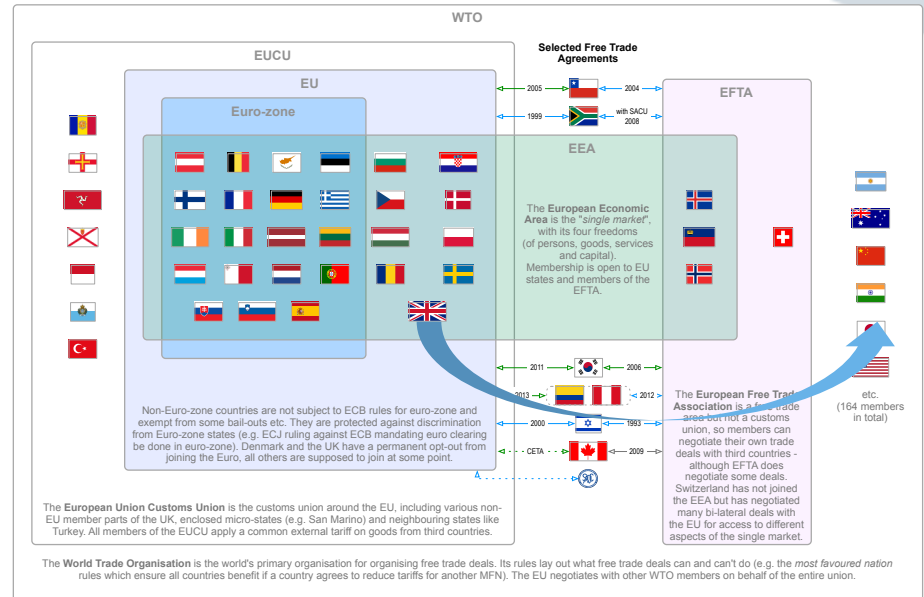 WTO
EUCU
Selected Free Trade
Agreements
EU
2005
2004
EFTA
Euro-zone
1999
with SACU
2008
EEA
The European Economic
Area is the "single market",
with its four freedoms
(of persons, goods, services
and capital).
Membership is open to EU
states and members of the
EFTA.
2011
2006
2013
2012
2000
1993
CETA
2009
etc.
(164 members
in total)
Non-Euro-zone countries are not subject to ECB rules for euro-zone and
exempt from some bail-outs etc. They are protected against discrimination
from Euro-zone states (e.g. ECJ ruling against ECB mandating euro clearing
be done in euro-zone). Denmark and the UK have a permanent opt-out from
joining the Euro, all others are supposed to join at some point.
The European Free Trade
Association is a free trade
area but not a customs
union, so members can
negotiate their own trade
deals with third countries -
although EFTA does
negotiate some deals.
Switzerland has not joined
the EEA but has negotiated
many bi-lateral deals with
the EU for access to different
aspects of the single market.
The European Union Customs Union is the customs union around the EU, including various non-
EU member parts of the UK, enclosed micro-states (e.g. San Marino) and neighbouring states like
Turkey. All members of the EUCU apply a common external tariff on goods from third countries.
The World Trade Organisation is the world's primary organisation for organising free trade deals. Its rules lay out what free trade deals can and can't do (e.g. the most favoured nation
rules which ensure all countries benefit if a country agrees to reduce tariffs for another MFN). The EU negotiates with other WTO members on behalf of the entire union.